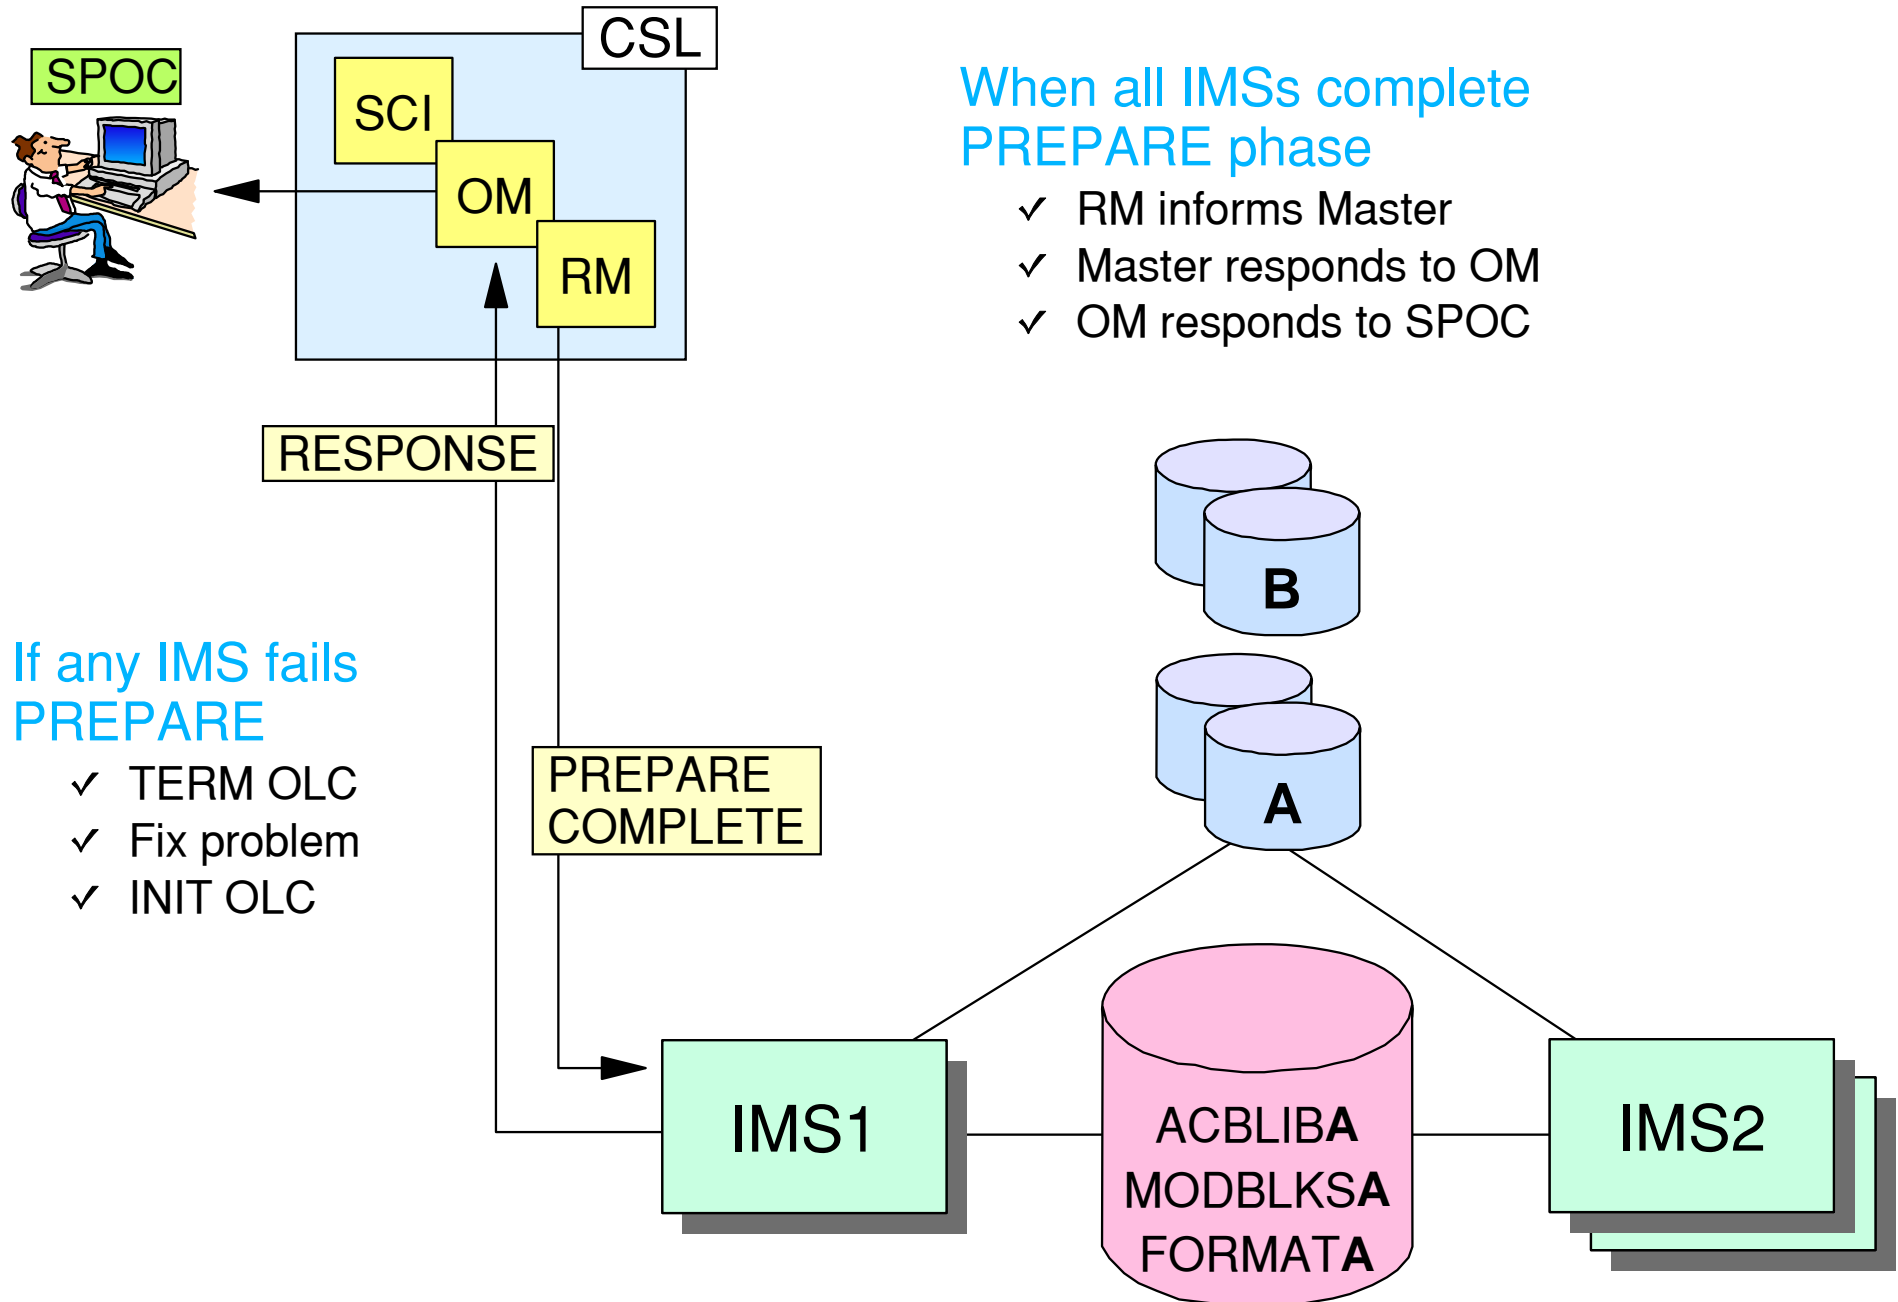 CSL
SPOC
SCI
OM
RM
When all IMSs complete
PREPARE phase
✓ RM informs Master
✓ Master responds to OM
✓ OM responds to SPOC
RESPONSE
B
If any IMS fails
PREPARE
✓ TERM OLC
✓ Fix problem
✓ INIT OLC
PREPARE
COMPLETE
A
IMS1
ACBLIBA
MODBLKSA
FORMATA
IMS2